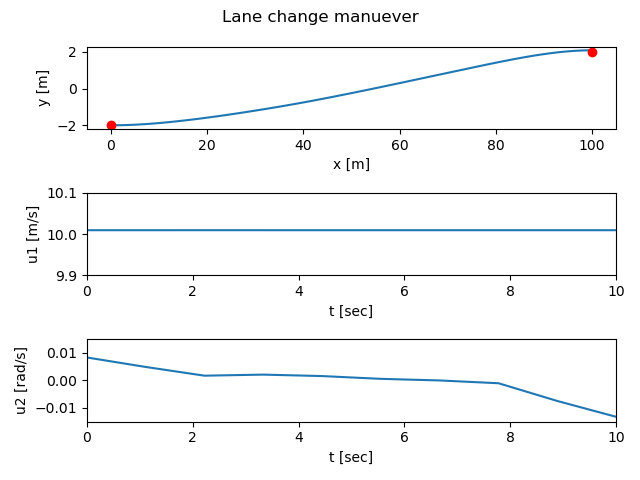 Lane change manuever
2
0
−2
y [m]
0 20 40 60 80 100
x [m]
10.1
10.0
9.9
u1 [m/s]
0 2 4 6 8 10
t [sec]
0.01
0.00
−0.01
u2 [rad/s]
0 2 4 6 8 10
t [sec]